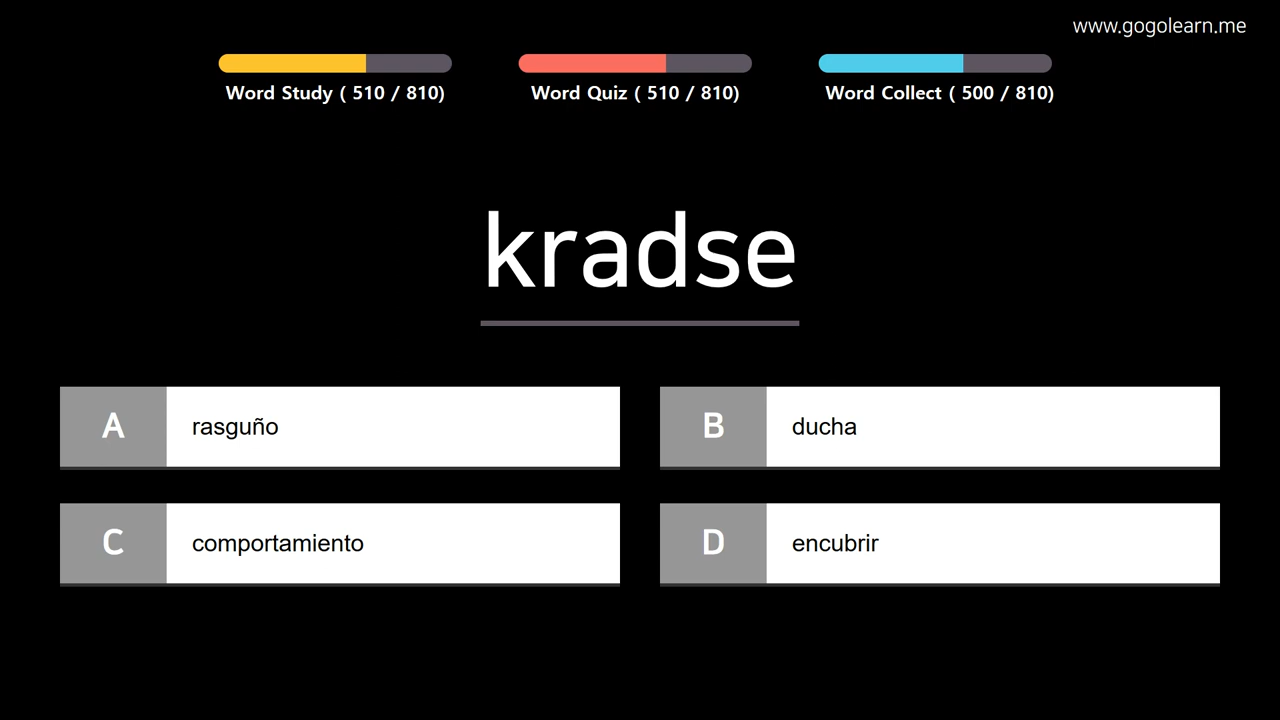 www.gogolearn.me
Word Study ( 510 / 810)
Word Quiz ( 510 / 810)
Word Collect ( 500 / 810)
kradse
A
rasguño
B
ducha
C
comportamiento
D
encubrir